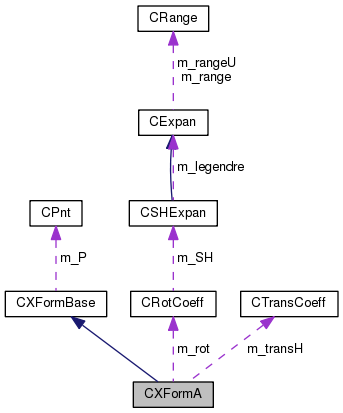 CRange
m_rangeU
m_range
CExpan
m_legendre
CPnt
CSHExpan
m_P
m_SH
CXFormBase
CRotCoeff
CTransCoeff
m_rot
m_transH
CXFormA